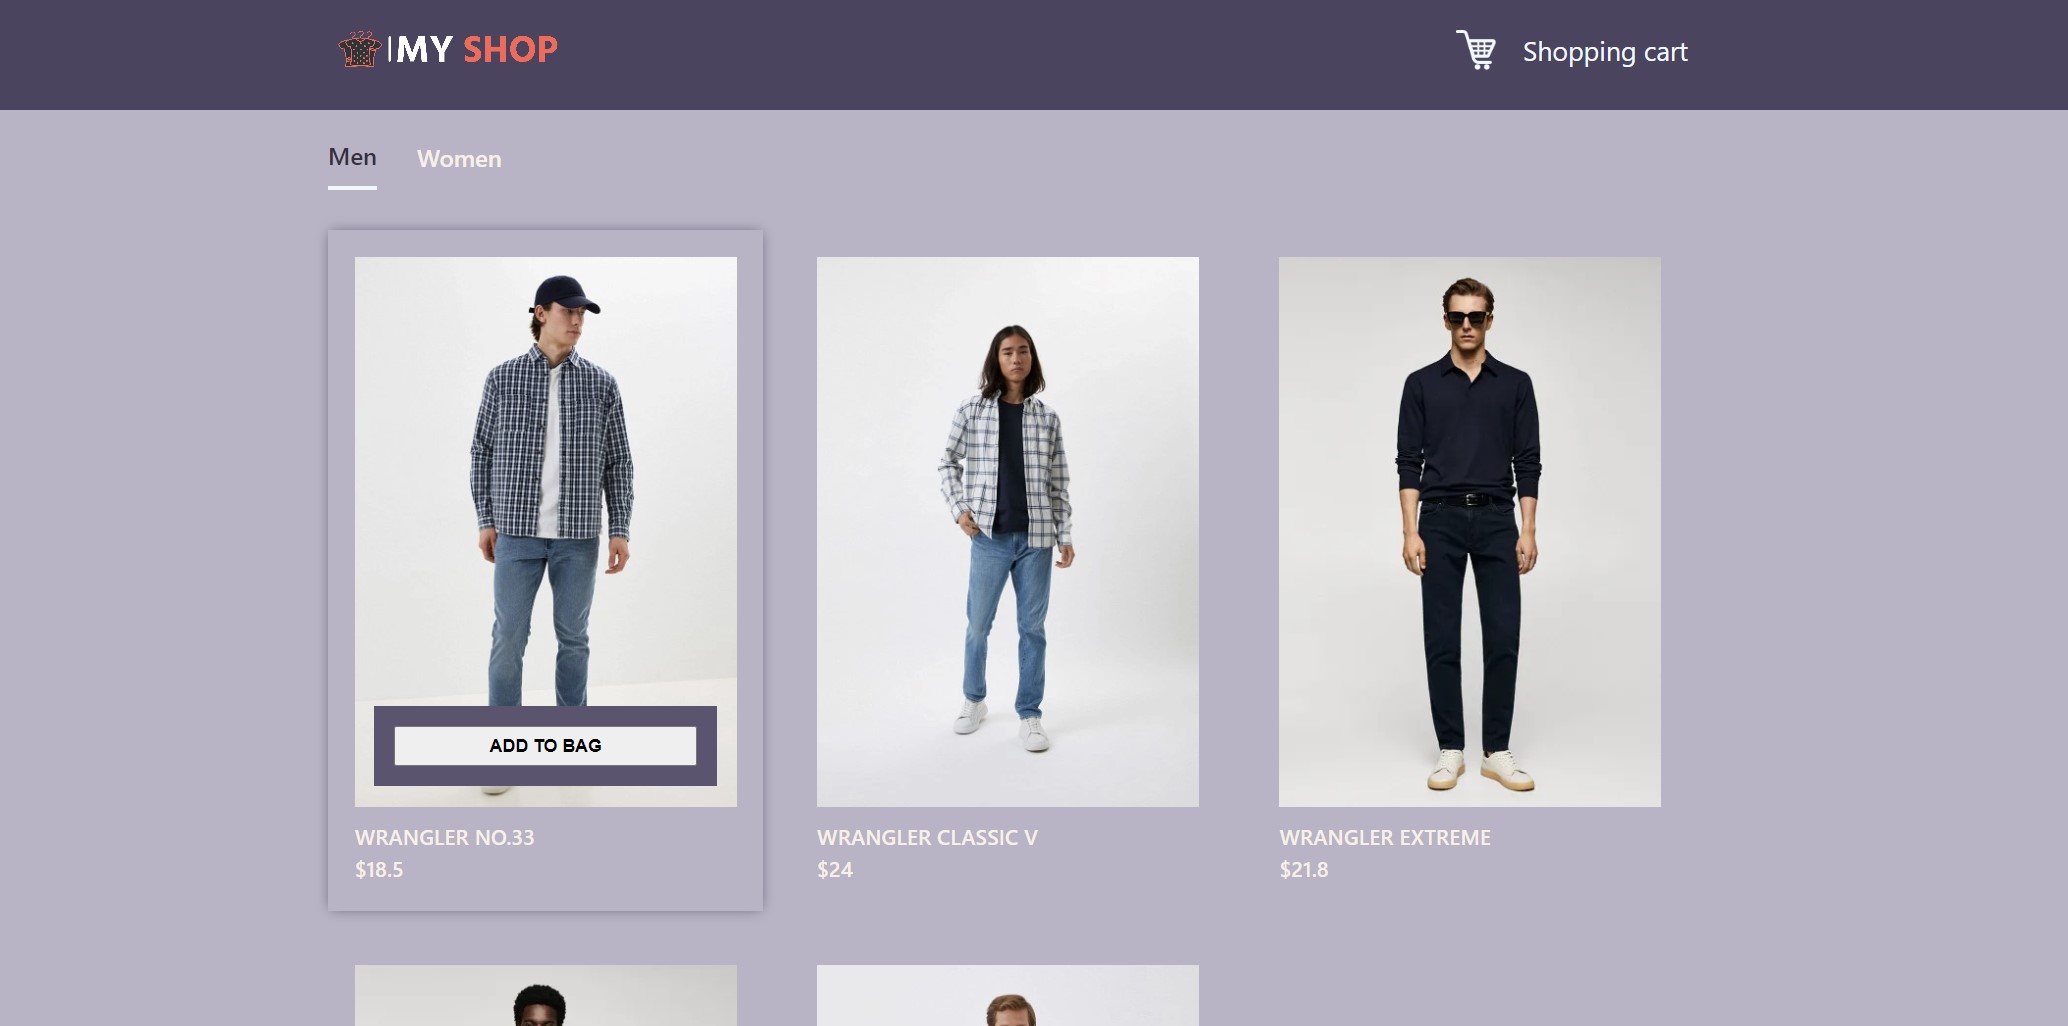 MY SHOP
Shopping cart
Men
Women
ADD TO BAG
WRANGLER NO.33
$18.5
WRANGLER CLASSIC V
$24
WRANGLER EXTREME
$21.8